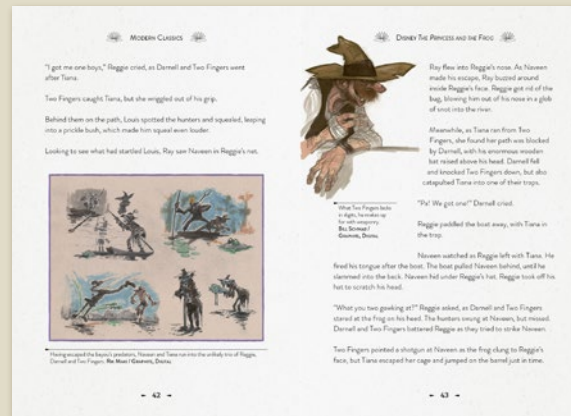 MODERN CLASSICS
"I got me one boys," Reggie cried, as Darnell and Two Fingers went
after Tiana.
Two Fingers caught Tiana, but she wriggled out of his grip.
Behind them on the path, Louis spotted the hunters and squealed, leaping
into a prickle bush, which made him squeal even louder.
Looking to see what had startled Louis, Ray saw Naveen in Reggie's net.
Having escaped the bayou's predators, Naveen and Tiana run into the unlikely trio of Reggie,
Darnell and Two Fingers. RIK MAKI / GRAPHITE, DIGITAL
42
DISNEY THE PRINCESS AND THE FROG
Ray flew into Reggie's nose. As Naveen
made his escape, Ray buzzed around
inside Reggie's face. Reggie got rid of the
bug, blowing him out of his nose in a glob
of snot into the river.
Meanwhile, as Tiana ran from Two
Fingers, she found her path was blocked
by Darnell, with his enormous wooden
bat raised above his head. Darnell fell
and knocked Two Fingers down, but also
catapulted Tiana into one of their traps.
What Two Fingers lacks
in digits, he makes up
for with weaponry.
BILL SCHWAB /
GRAPHITE, DIGITAL
"Pa! We got one!" Darnell cried.
Reggie paddled the boat away, with Tiana in
the trap.
Naveen watched as Reggie left with Tiana. He
fired his tongue after the boat. The boat pulled Naveen behind, until he
slammed into the back. Naveen hid under Reggie's hat. Reggie took off his
hat to scratch his head.
"What you two gawking at?" Reggie asked, as Darnell and Two Fingers
stared at the frog on his head. The hunters swung at Naveen, but missed.
Darnell and Two Fingers battered Reggie as they tried to strike Naveen.
Two Fingers pointed a shotgun at Naveen as the frog clung to Reggie's
face, but Tiana escaped her cage and jumped on the barrel just in time.
43